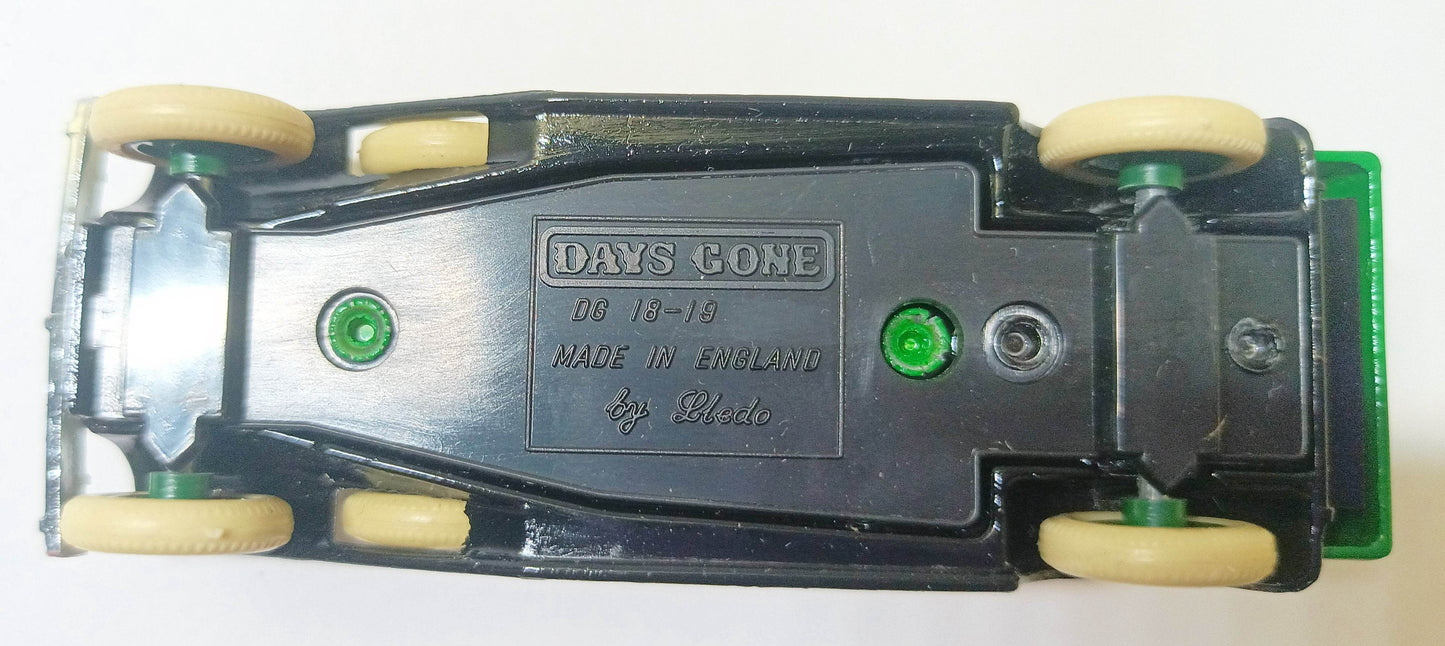 DAYS GONE
DG 18-19
MADE IN ENGLAND
by Lledo